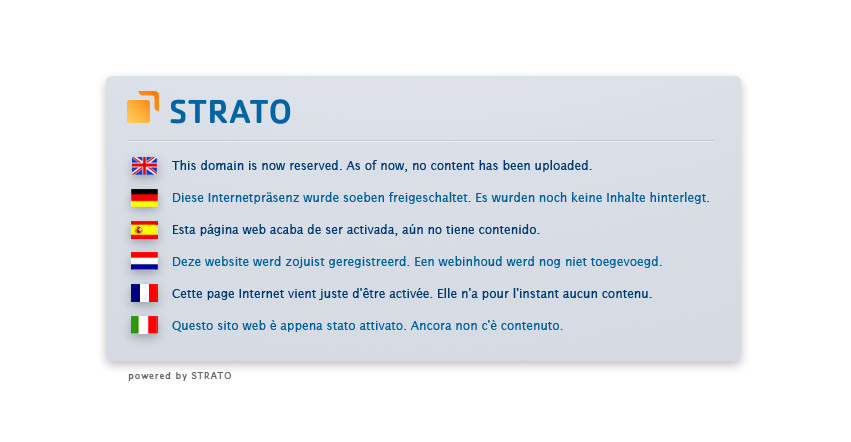 STRATO
This domain is now reserved. As of now, no content has been uploaded.
Diese Internetpräsenz wurde soeben freigeschaltet. Es wurden noch keine Inhalte hinterlegt.
Esta página web acaba de ser activada, aún no tiene contenido.
Deze website werd zojuist geregistreerd. Een webinhoud werd nog niet toegevoegd.
Cette page Internet vient juste d'être activée. Elle n'a pour l'instant aucun contenu.
Questo sito web è appena stato attivato. Ancora non c'è contenuto.
powered by STRATO